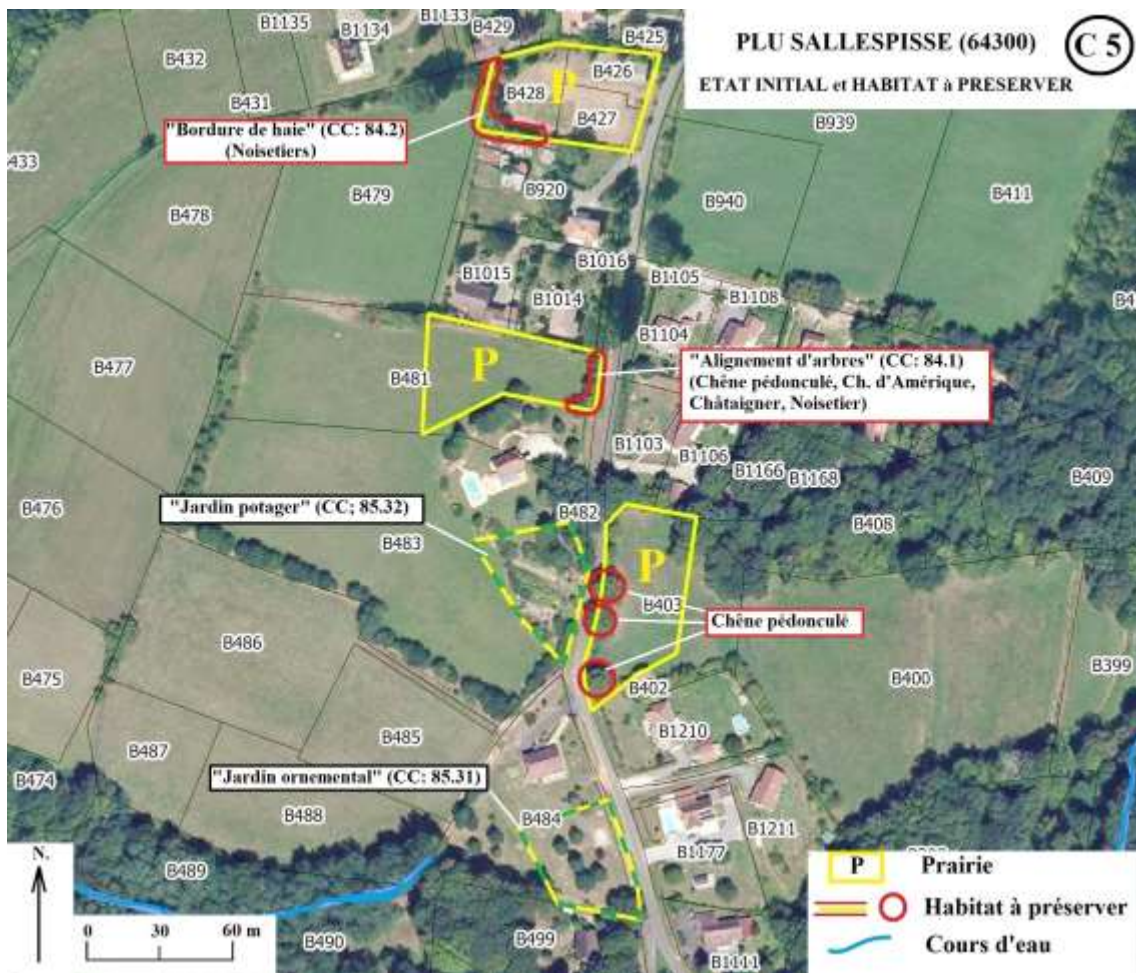 PLU SALLESPISSE (64300)
C 5
ETAT INITIAL et HABITAT à PRESERVER
B1135
B1134
B1133
B429
B425
B432
B431
B426
B428
P
B427
"Bordure de haie" (CC: 84.2)
(Noisetiers)
B939
B479
B920
B940
B411
B478
B1016
B1015
B1014
B1105
B1108
B1104
B477
B481
P
"Alignement d'arbres" (CC: 84.1)
(Chêne pédonculé, Ch. d'Amérique,
Châtaigner, Noisetier)
B1103
B1106
B1166
B1168
B409
B476
"Jardin potager" (CC; 85.32)
B482
B408
B483
P
B403
Chêne pédonculé
B486
B475
B402
B400
B399
B1210
B487
B485
B474
"Jardin ornemental" (CC: 85.31)
B488
B484
B1211
B1177
B489
B490
B499
B1111
N.
0 30 60 m
P Prairie
Habitat à préserver
Cours d'eau